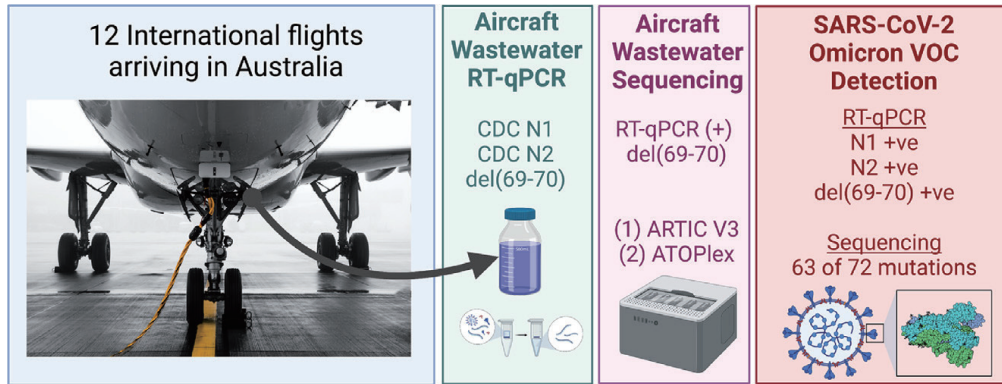 12 International flights
arriving in Australia
Aircraft
Wastewater
RT-qPCR
CDC N1
CDC N2
del(69-70)
Aircraft
Wastewater
Sequencing
RT-qPCR (+)
del(69-70)
(1) ARTIC V3
(2) ATOPlex
SARS-CoV-2
Omicron VOC
Detection
RT-qPCR
N1 +ve
N2 +ve
del(69-70) +ve
Sequencing
63 of 72 mutations